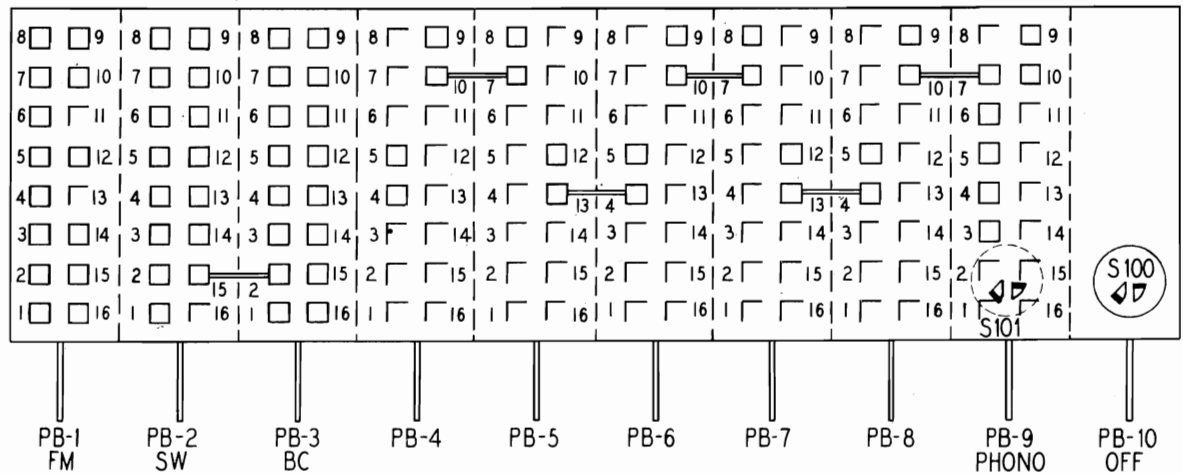 8 9 8 9 8 9 8 9 8 9 8 9 8 9 8 9 8 9
7 10 7 10 7 10 7 10 7 10 7 10 7 10 7 10 7 10
6 11 6 11 6 11 6 11 6 11 6 11 6 11 6 11 6 11
5 12 5 12 5 12 5 12 5 12 5 12 5 12 5 12 5 12
4 13 4 13 4 13 4 13 4 13 4 13 4 13 4 13 4 13
3 14 3 14 3 14 3 14 3 14 3 14 3 14 3 14 3 14
2 15 2 15 2 15 2 15 2 15 2 15 2 15 2 15 2 15 S100
1 16 1 16 1 16 1 16 1 16 1 16 1 16 1 16 1 16
S101
PB-1 PB-2 PB-3 PB-4 PB-5 PB-6 PB-7 PB-8 PB-9 PB-10
FM SW BC PHONO OFF